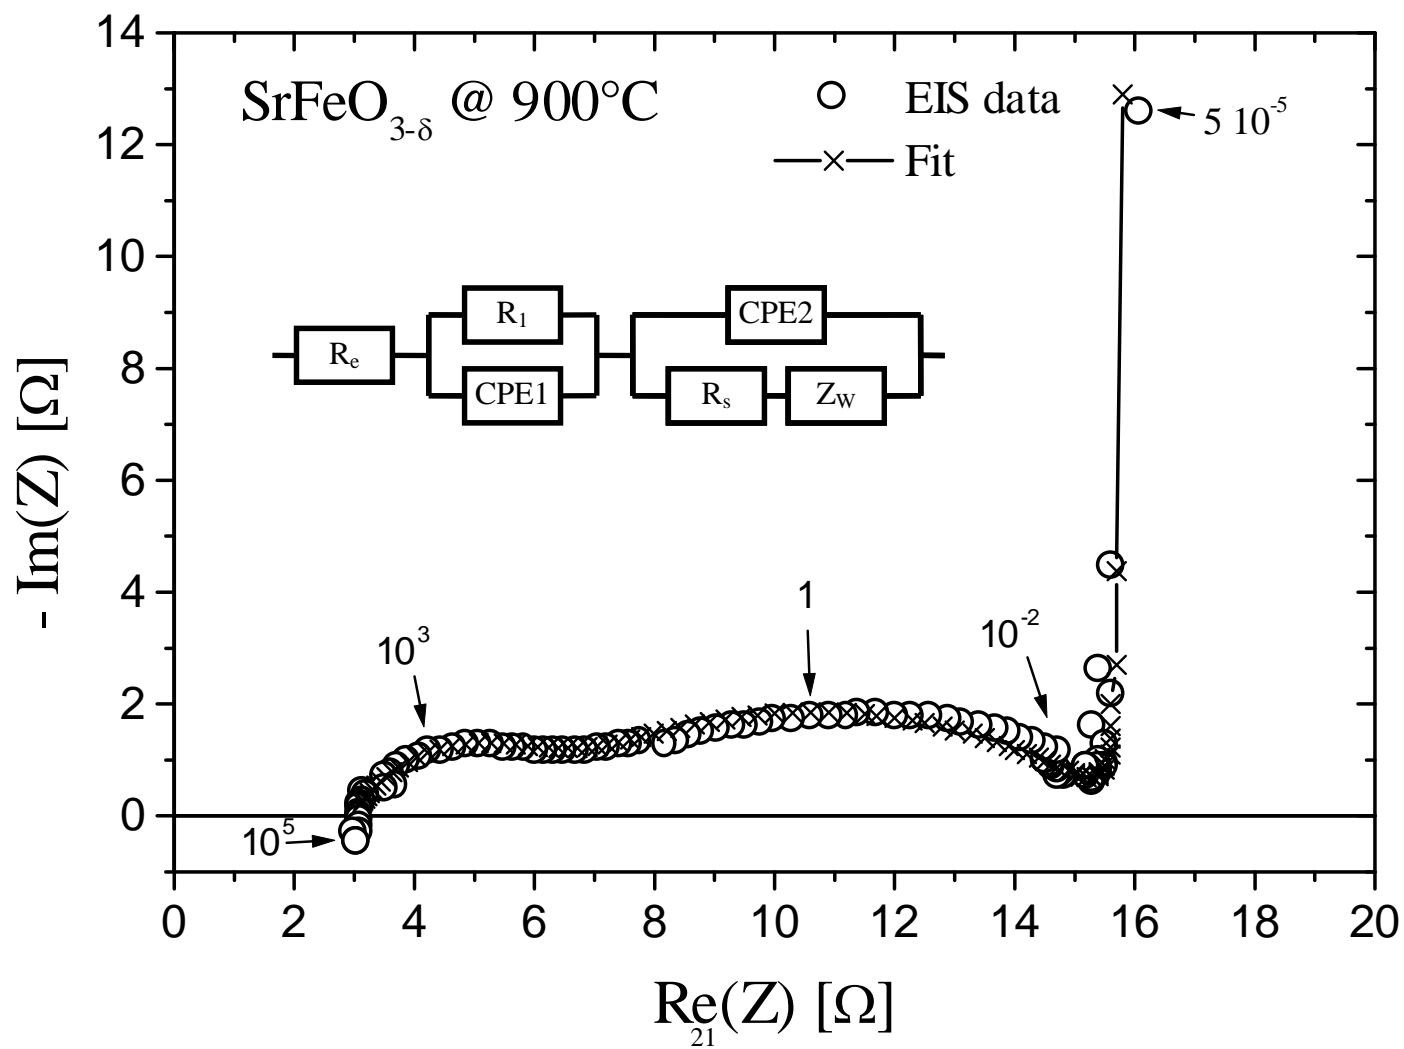 14
12
10
8
6
4
2
0
- Im(Z) [Ω]
SrFeO3-δ @ 900°C
EIS data
Fit
5 10-5
Re
R1
CPE1
CPE2
Rs
ZW
103
1
10-2
105
0 2 4 6 8 10 12 14 16 18 20
Re(Z) [Ω]
21